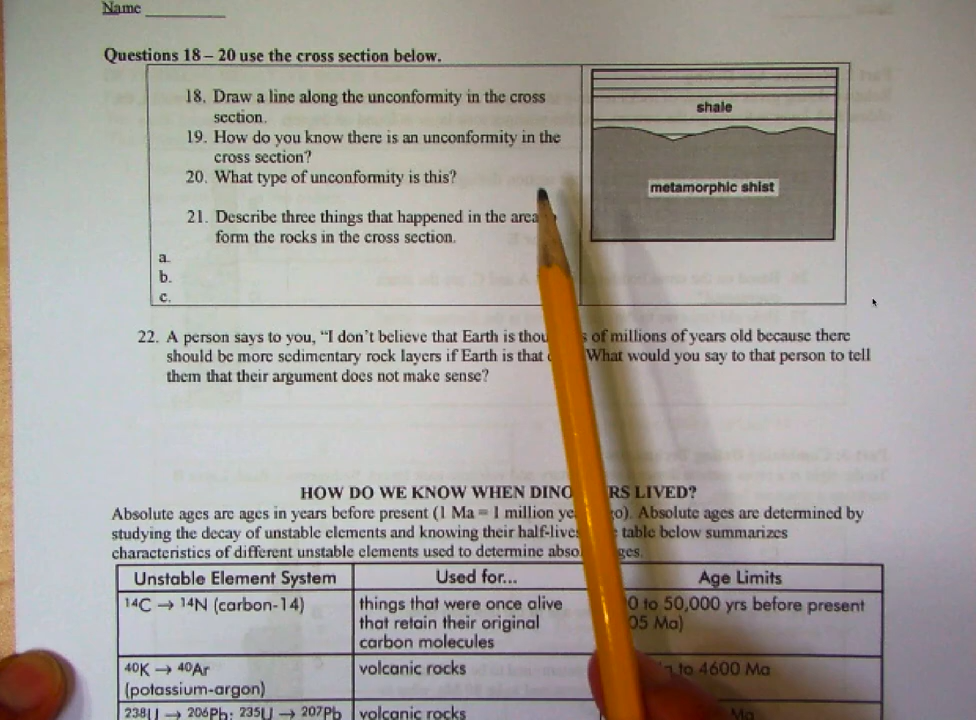 Name
Questions 18 – 20 use the cross section below.
18. Draw a line along the unconformity in the cross
section.
19. How do you know there is an unconformity in the
cross section?
20. What type of unconformity is this?
21. Describe three things that happened in the area
form the rocks in the cross section.
a.
b.
c.
shale
metamorphic shist
22. A person says to you, “I don’t believe that Earth is of millions of years old because there
should be more sedimentary rock layers if Earth is that What would you say to that person to tell
them that their argument does not make sense?
HOW DO WE KNOW WHEN LIVED?
Absolute ages are ages in years before present (1 Ma = 1 million Absolute ages are determined by
studying the decay of unstable elements and knowing their table below summarizes
characteristics of different unstable elements used to determine
Unstable Element System Used for... Age Limits
14C → 14N (carbon-14) things that were once alive 0 to 50,000 yrs before present
that retain their original 05 Ma)
carbon molecules
40K → 40Ar volcanic rocks to 4600 Ma
(potassium-argon)
238U → 206Pb; 235U → 207Pb volcanic rocks Ma